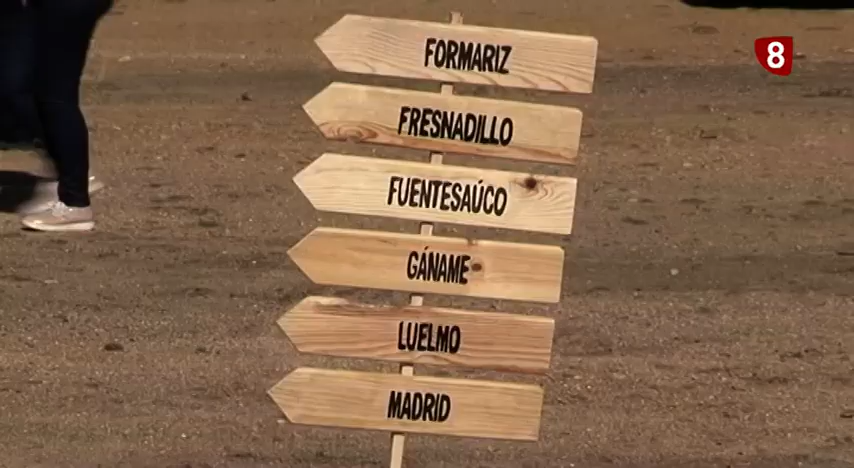 FORMARIZ
8
FRESNADILLO
FUENTESAÚCO
GÁNAME
LUELMO
MADRID